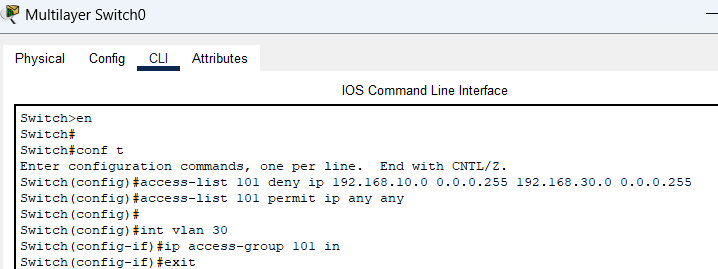 Multilayer Switch0
Physical Config CLI Attributes
IOS Command Line Interface
Switch>en
Switch#
Switch#conf t
Enter configuration commands, one per line.  End with CNTL/Z.
Switch(config)#access-list 101 deny ip 192.168.10.0 0.0.0.255 192.168.30.0 0.0.0.255
Switch(config)#access-list 101 permit ip any any
Switch(config)#
Switch(config)#int vlan 30
Switch(config-if)#ip access-group 101 in
Switch(config-if)#exit